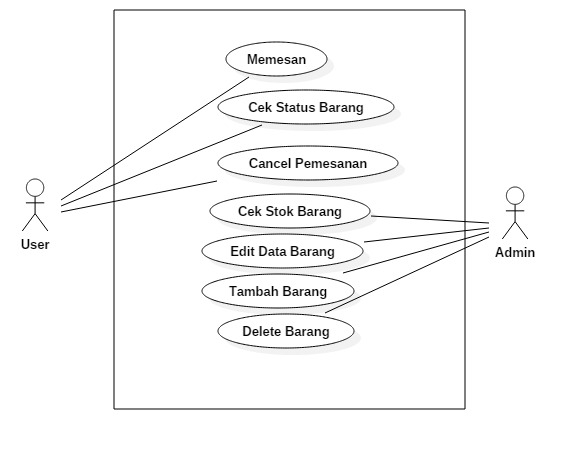 Memesan
Cek Status Barang
Cancel Pemesanan
Cek Stok Barang
User
Admin
Edit Data Barang
Tambah Barang
Delete Barang